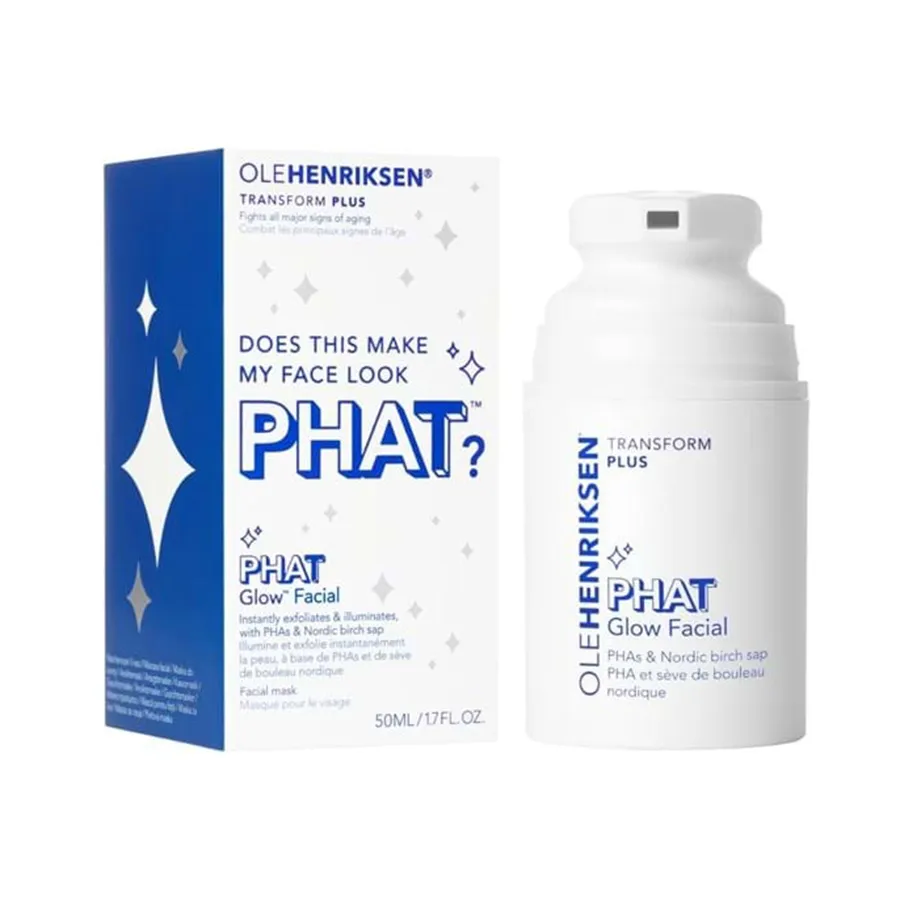 OLEHENRIKSEN®
TRANSFORM PLUS
Fights all major signs of aging
Combat les principaux signes de l'âge
DOES THIS MAKE
MY FACE LOOK
PHAT™?
PHAT
Glow™ Facial
Instantly exfoliates & illuminates,
with PHAs & Nordic birch sap
Illumine et exfolie instantanément
la peau, à base de PHAs et de sève
de bouleau nordique
Facial mask
Masque pour le visage
50ML/1.7FL.OZ.
OLEHENRIKSEN
TRANSFORM
PLUS
PHAT
Glow Facial
PHAs & Nordic birch sap
PHA et sève de bouleau
nordique